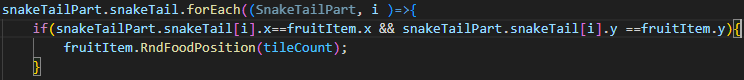 snakeTailPart.snakeTail.forEach((SnakeTailPart, i )=>{
if(snakeTailPart.snakeTail[i].x==fruitItem.x && snakeTailPart.snakeTail[i].y ==fruitItem.y){
fruitItem.RndFoodPosition(tileCount);
}